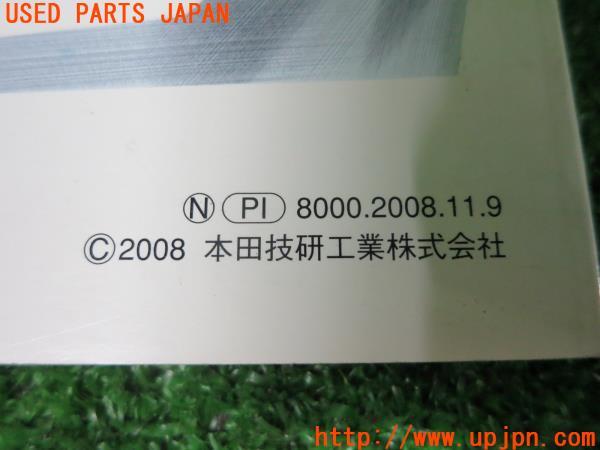 USED PARTS JAPAN
Ⓝ PI 8000.2008.11.9
©2008 本田技研工業株式会社
http://www.upjpn.com